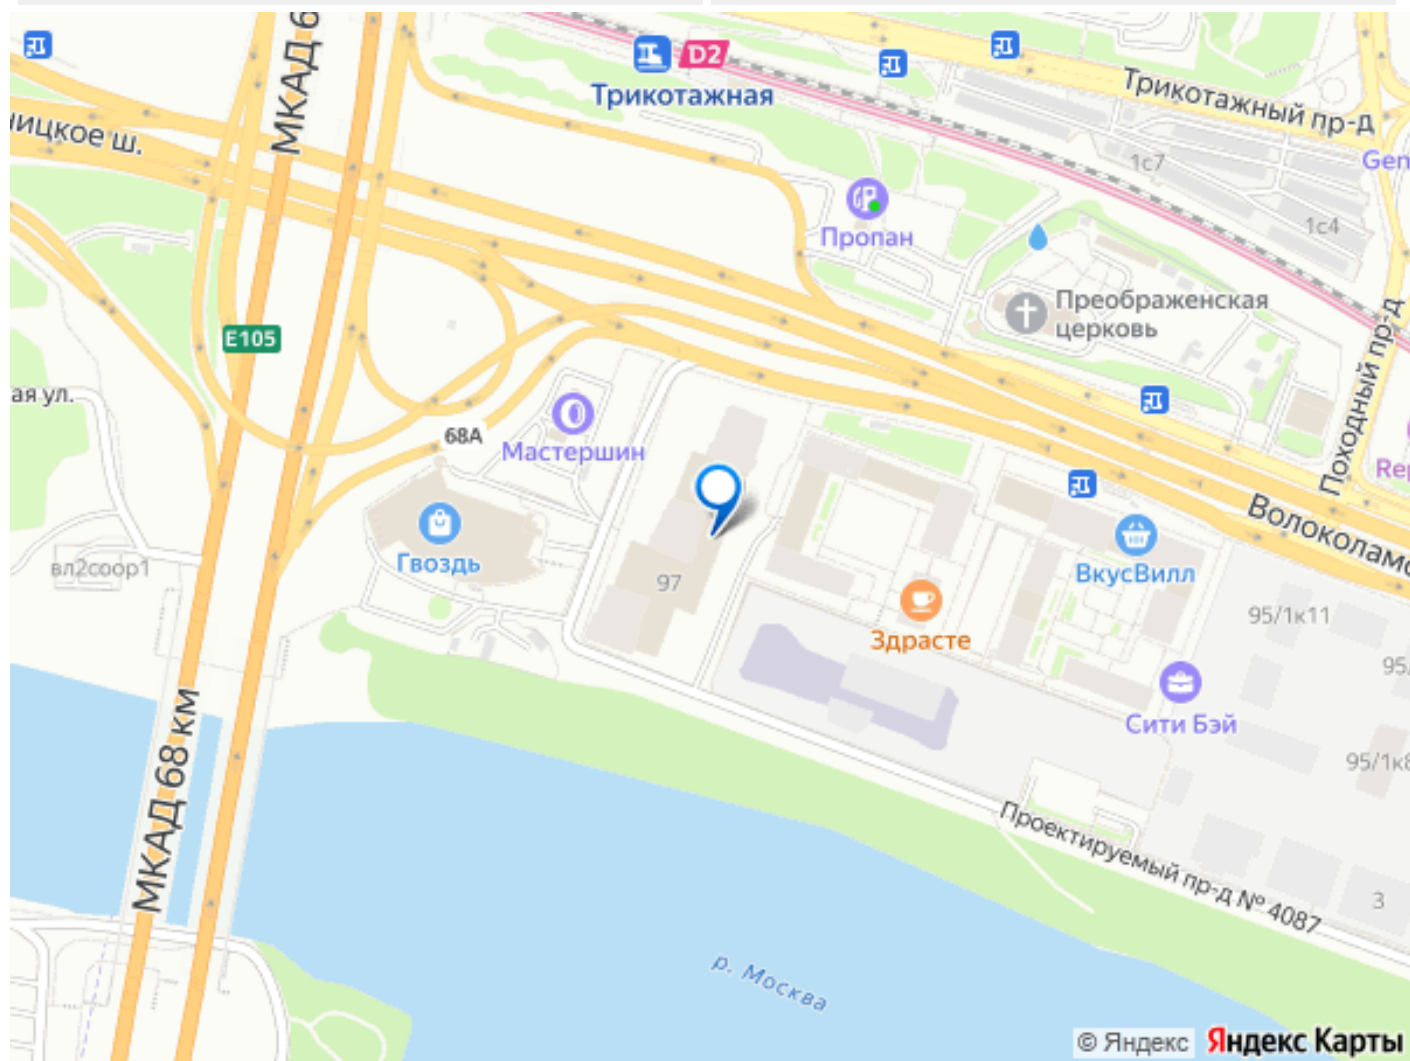 МКАД 6
D2
Трикотажная
Трикотажный пр-д
ницкое ш.
1с7
Gen
Пропан
1с4
Преображенская
церковь
E105
ая ул.
Походный пр-д
68А
Мастершин
Rep
Волоколамс
Гвоздь
вл2соор1
97
ВкусВилл
Здрасте
95/1к11
95/
Сити Бэй
МКАД 68 км
95/1к8
Проектируемый пр-д № 4087
3
р. Москва
© Яндекс Яндекс Карты